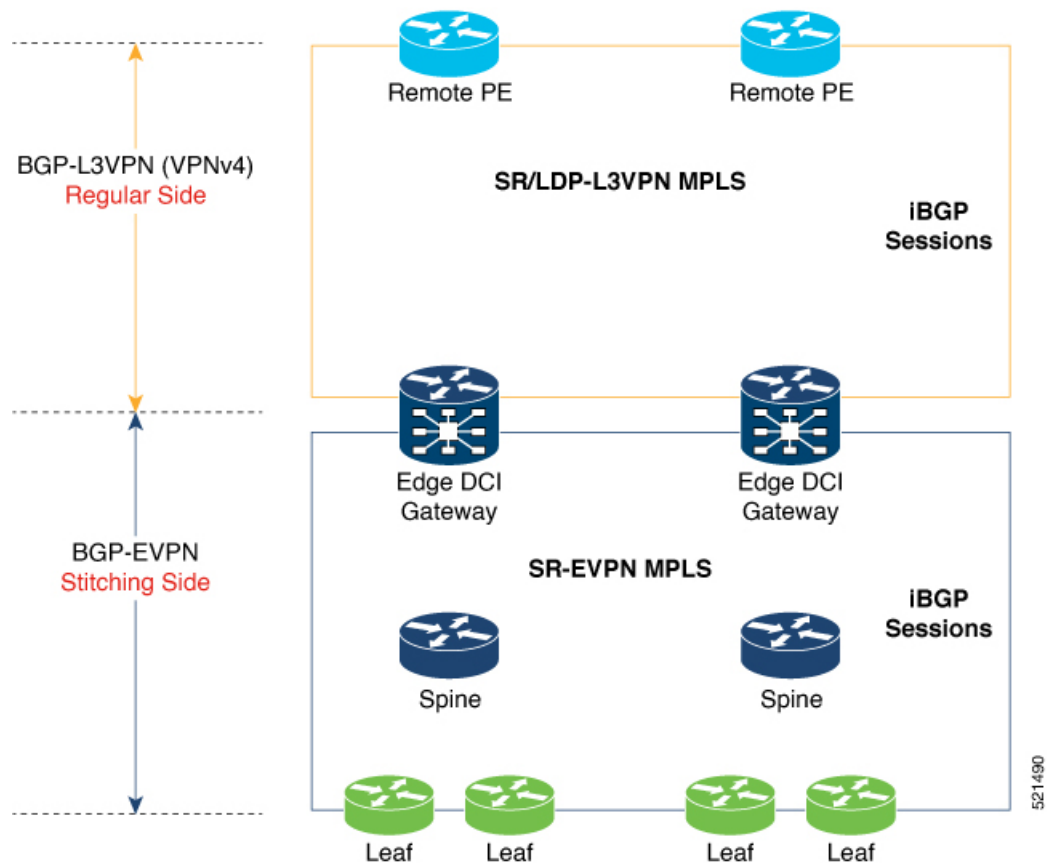 Remote PE
Remote PE
BGP-L3VPN (VPNv4)
Regular Side
SR/LDP-L3VPN MPLS
iBGP
Sessions
Edge DCI
Gateway
Edge DCI
Gateway
BGP-EVPN
Stitching Side
SR-EVPN MPLS
iBGP
Sessions
Spine
Spine
Leaf
Leaf
Leaf
Leaf
521490